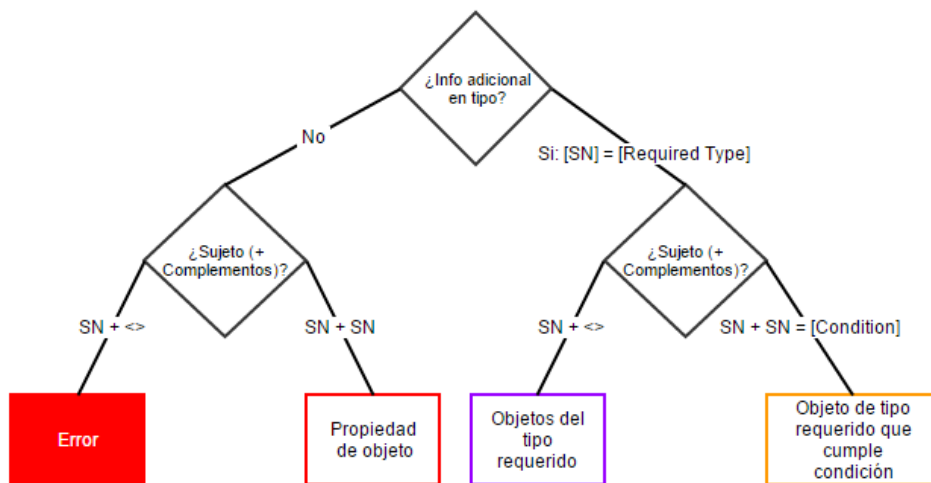 ¿Info adicional
en tipo?
No
Si: [SN] = [Required Type]
¿Sujeto (+
Complementos)?
¿Sujeto (+
Complementos)?
SN + <>
SN + SN
SN + <>
SN + SN = [Condition]
Error
Propiedad
de objeto
Objetos del
tipo
requerido
Objeto de tipo
requerido que
cumple
condición